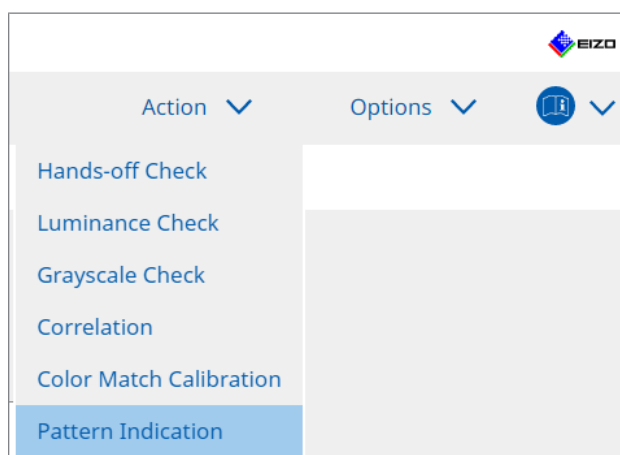 EIZO
Action Options
Hands-off Check
Luminance Check
Grayscale Check
Correlation
Color Match Calibration
Pattern Indication